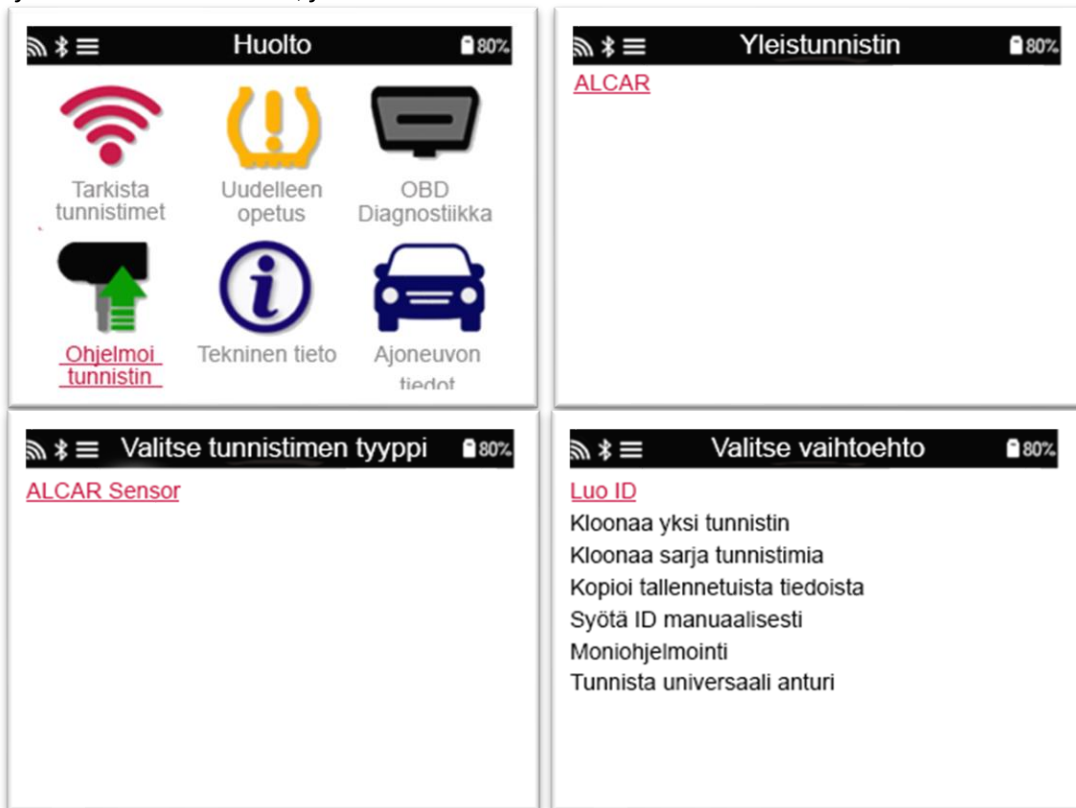 Huolto
80%
Tarkista
tunnistimet
Uudelleen
opetus
OBD
Diagnostiikka
Ohjelmoi
tunnistin
Tekninen tieto
Ajoneuvon
tiedot
Yleistunnistin
80%
ALCAR
Valitse tunnistimen tyyppi
80%
ALCAR Sensor
Valitse vaihtoehto
80%
Luo ID
Kloonaa yksi tunnistin
Kloonaa sarja tunnistimia
Kopioi tallennetuista tiedoista
Syötä ID manuaalisesti
Moniohjelmointi
Tunnista universaali anturi